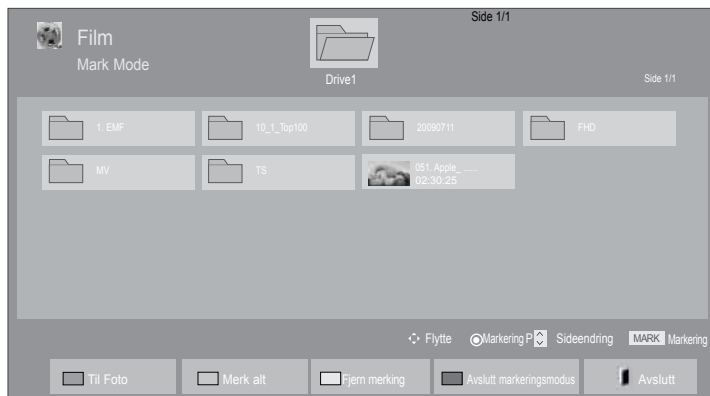 Side 1/1
Film
Mark Mode
Drive1
Side 1/1
1. EMF
10_1_Top100
20090711
FHD
MV
TS
051. Apple_ ......
02:30:25
Flytte
Markering
P
Sideendring
MARK
Markering
Til Foto
Merk alt
Fjern merking
Avslutt markeringsmodus
Avslutt